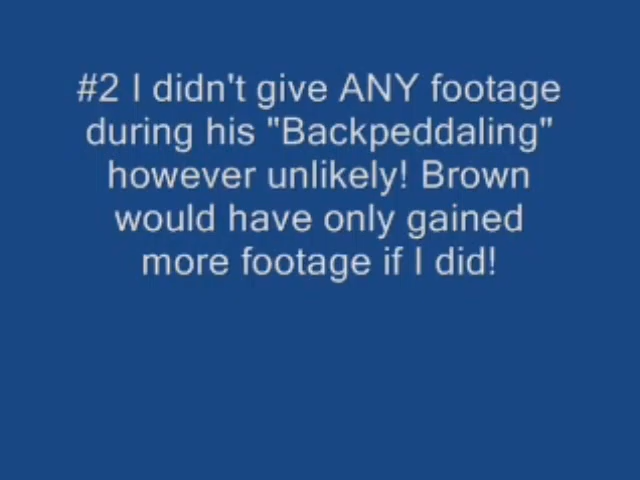 #2 I didn't give ANY footage
during his "Backpeddaling"
however unlikely! Brown
would have only gained
more footage if I did!